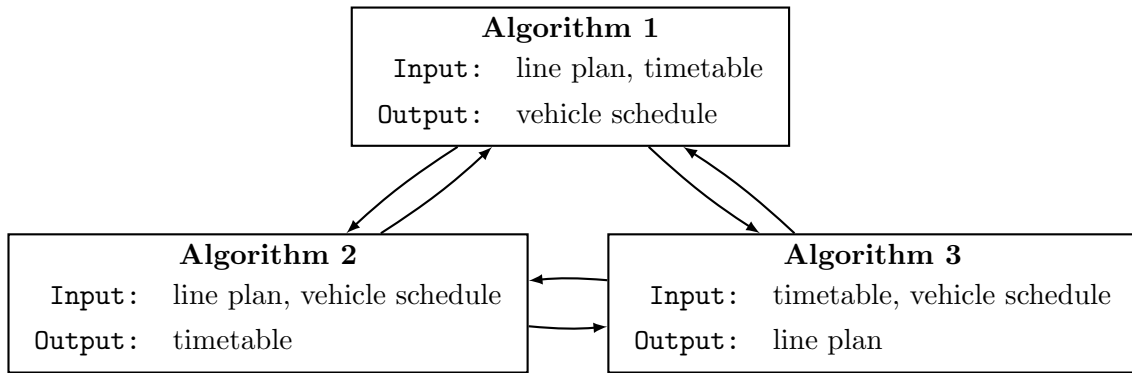 Algorithm 1
Input: line plan, timetable
Output: vehicle schedule
Algorithm 2
Input: line plan, vehicle schedule
Output: timetable
Algorithm 3
Input: timetable, vehicle schedule
Output: line plan